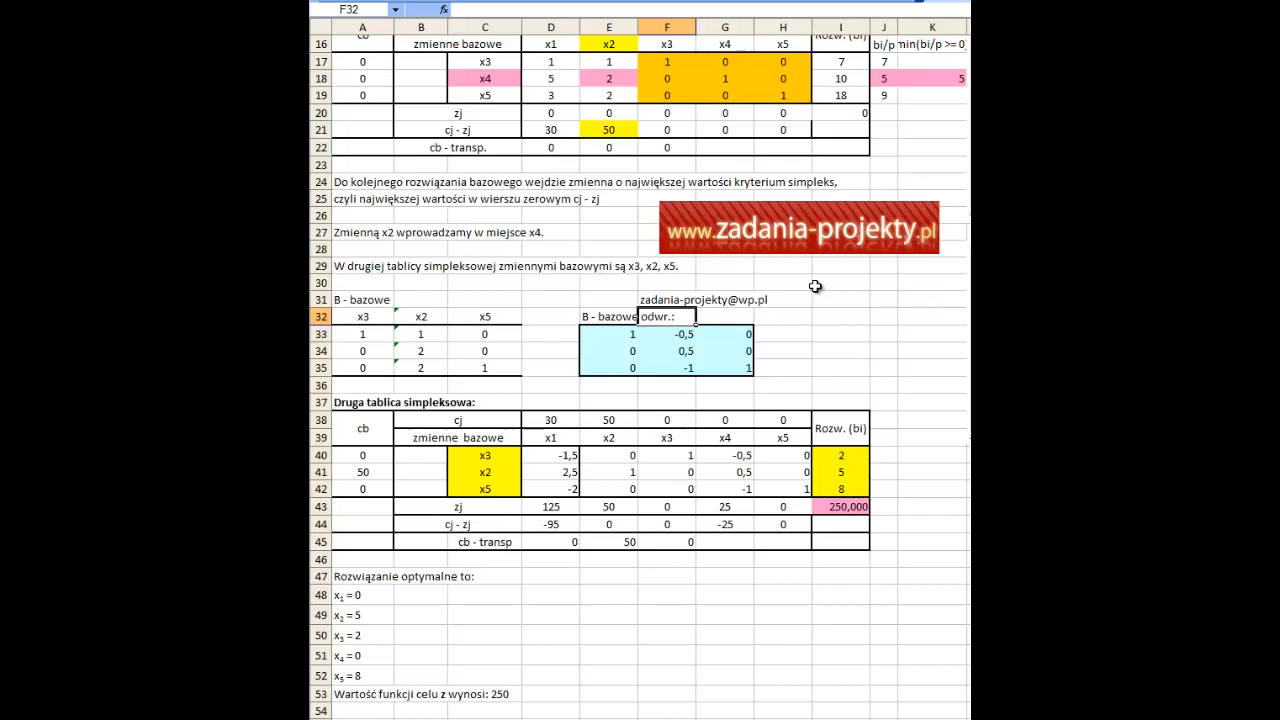 F32 fx
A B C D E F G H I J K
16 cb zmienne bazowe x1 x2 x3 x4 x5 Rozw. (bi) bi/p min(bi/p >= 0)
17 0 x3 1 1 1 0 0 7 7
18 0 x4 5 2 0 1 0 10 5 5
19 0 x5 3 2 0 0 1 18 9
20 zj 0 0 0 0 0 0
21 cj - zj 30 50 0 0 0
22 cb - transp. 0 0 0
23
24 Do kolejnego rozwiązania bazowego wejdzie zmienna o największej wartości kryterium simpleks,
25 czyli największej wartości w wierszu zerowym cj - zj
26
www.zadania-projekty.pl
27 Zmienną x2 wprowadzamy w miejsce x4.
28
29 W drugiej tablicy simpleksowej zmiennymi bazowymi są x3, x2, x5.
30
31 B - bazowe zadania-projekty@wp.pl
32 x3 x2 x5 B - bazowe odwr.:
33 1 1 0 1 -0,5 0
34 0 2 0 0 0,5 0
35 0 2 1 0 -1 1
36
37 Druga tablica simpleksowa:
38 cb cj 30 50 0 0 0 Rozw. (bi)
39 zmienne bazowe x1 x2 x3 x4 x5
40 0 x3 -1,5 0 1 -0,5 0 2
41 50 x2 2,5 1 0 0,5 0 5
42 0 x5 -2 0 0 -1 1 8
43 zj 125 50 0 25 0 250,000
44 cj - zj -95 0 0 -25 0
45 cb - transp 0 50 0
46
47 Rozwiązanie optymalne to:
48 x1 = 0
49 x2 = 5
50 x3 = 2
51 x4 = 0
52 x5 = 8
53 Wartość funkcji celu z wynosi: 250
54